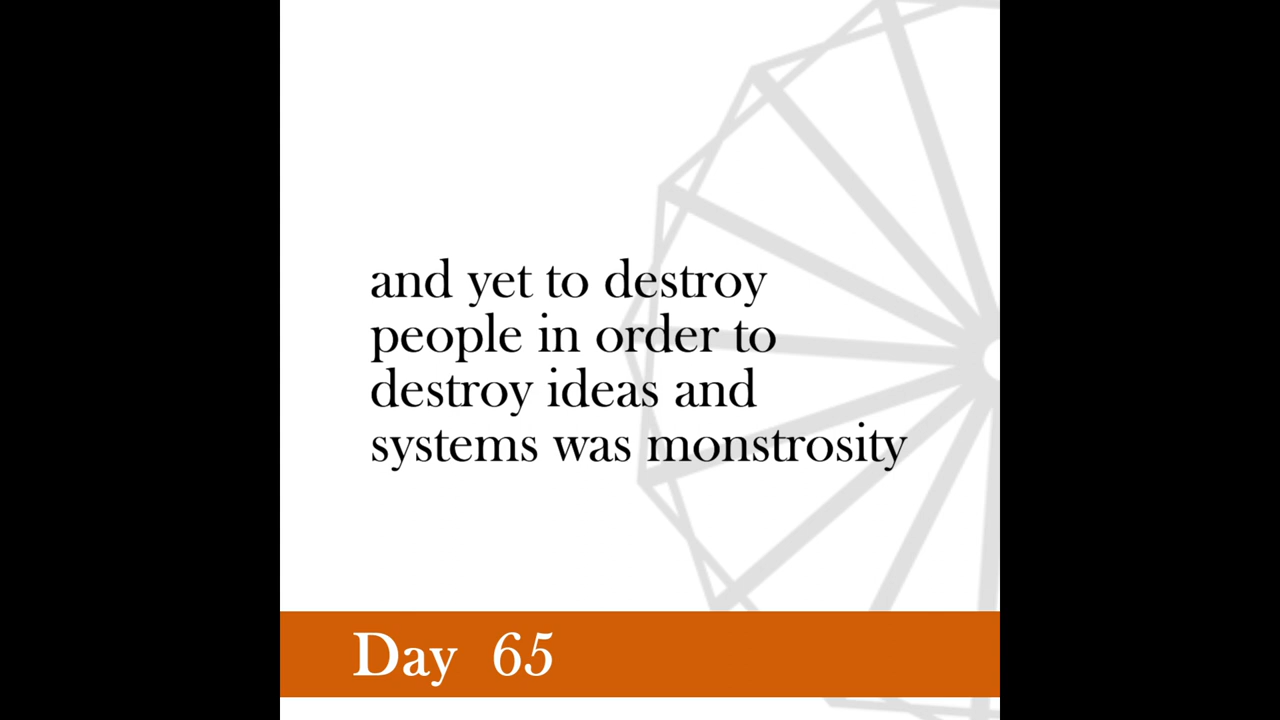 and yet to destroy
people in order to
destroy ideas and
systems was monstrosity
Day 65